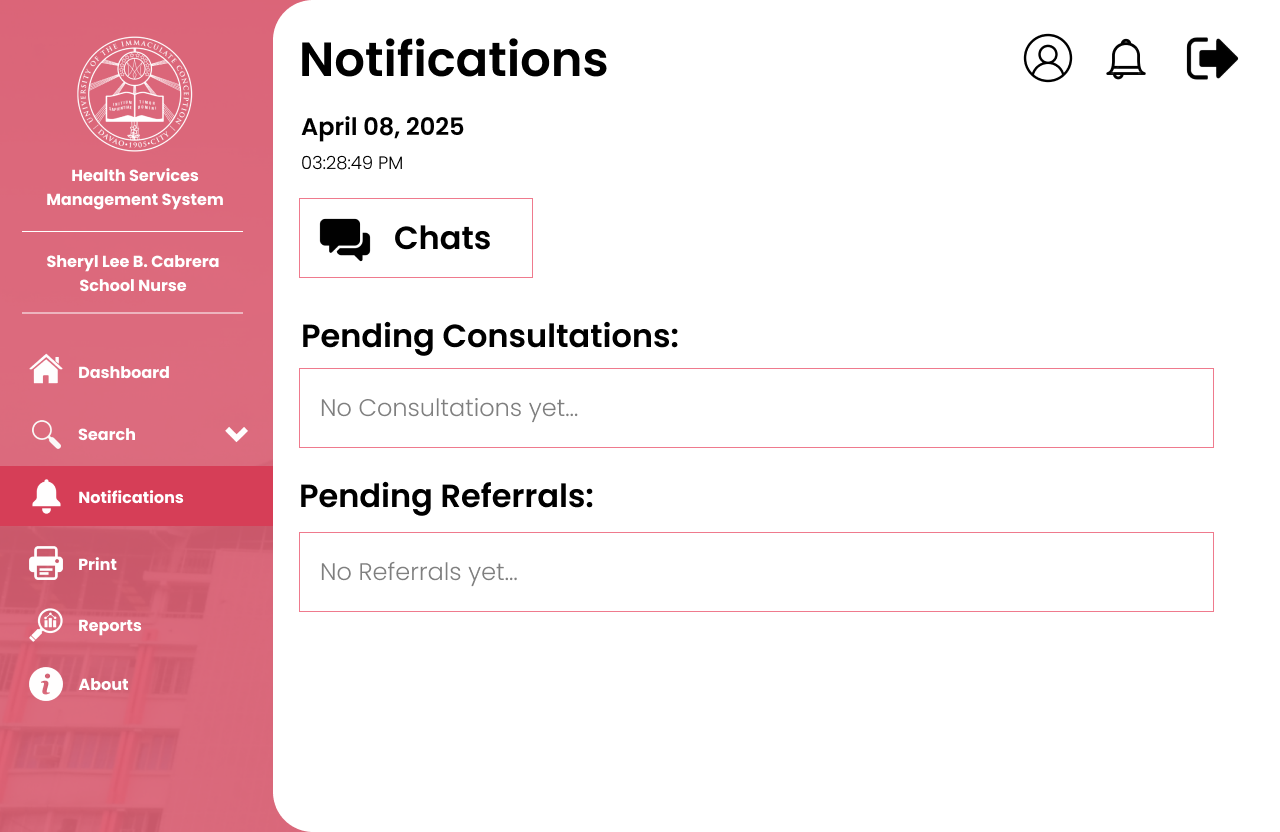 UNIVERSITY OF THE IMMACULATE CONCEPTION
DAVAO • 1905 • CITY
Health Services
Management System
Sheryl Lee B. Cabrera
School Nurse
Dashboard
Search
Notifications
Print
Reports
About
Notifications
April 08, 2025
03:28:49 PM
Chats
Pending Consultations:
No Consultations yet...
Pending Referrals:
No Referrals yet...